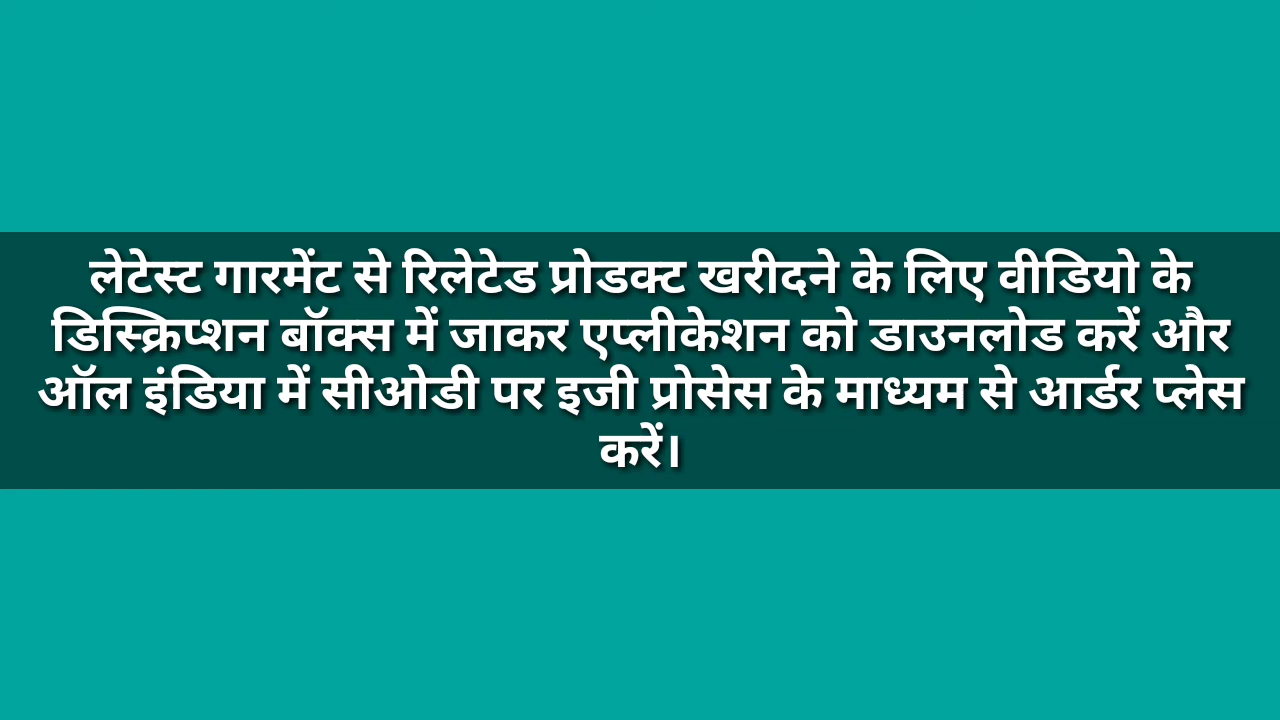 लेटेस्ट गारमेंट से रिलेटेड प्रोडक्ट खरीदने के लिए वीडियो के
डिस्क्रिप्शन बॉक्स में जाकर एप्लीकेशन को डाउनलोड करें और
ऑल इंडिया में सीओडी पर इजी प्रोसेस के माध्यम से आर्डर प्लेस
करें।